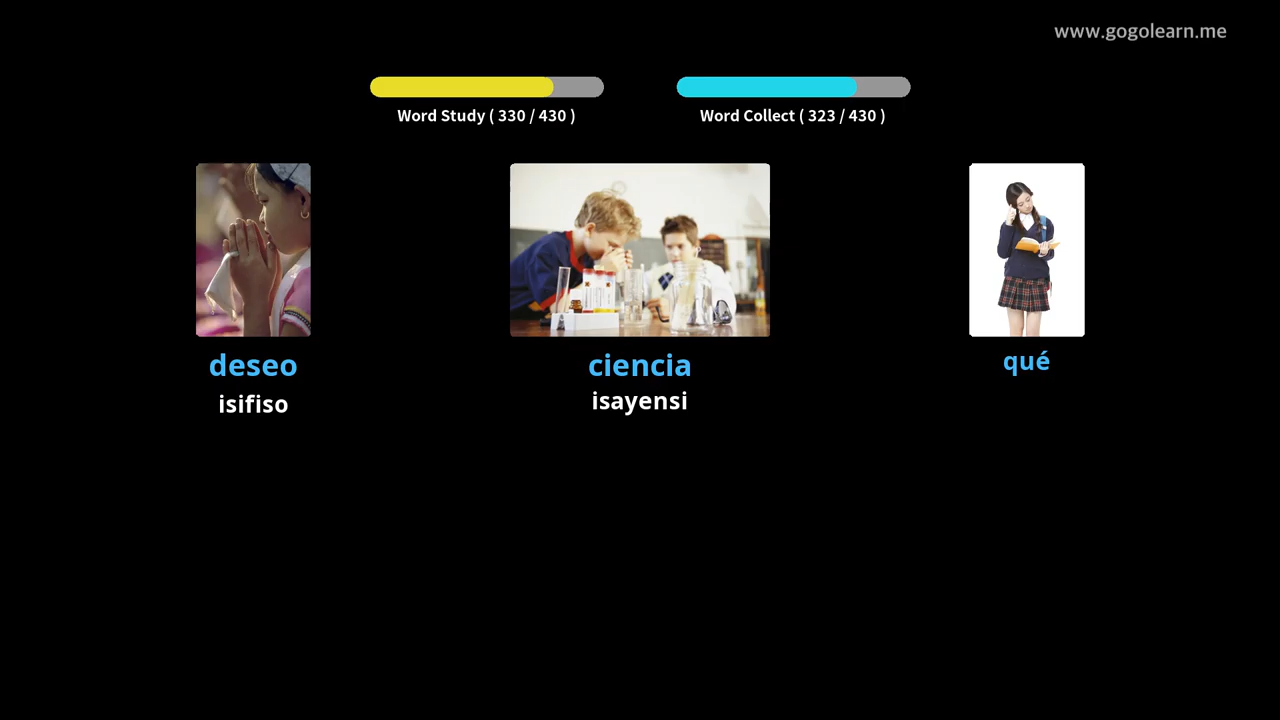 www.gogolearn.me
Word Study ( 330 / 430 )
Word Collect ( 323 / 430 )
deseo
isifiso
ciencia
isayensi
qué